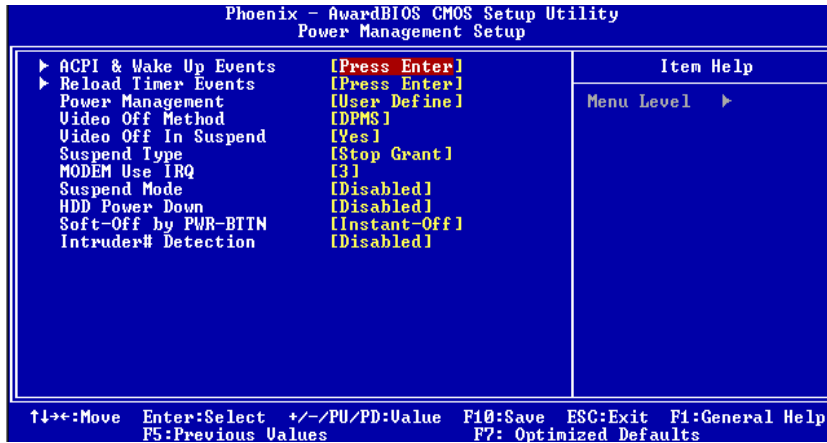 Phoenix - AwardBIOS CMOS Setup Utility
Power Management Setup
▶ ACPI & Wake Up Events [Press Enter]
▶ Reload Timer Events [Press Enter]
Power Management [User Define]
Video Off Method [DPMS]
Video Off In Suspend [Yes]
Suspend Type [Stop Grant]
MODEM Use IRQ [3]
Suspend Mode [Disabled]
HDD Power Down [Disabled]
Soft-Off by PWR-BTTN [Instant-Off]
Intruder# Detection [Disabled]
Item Help
Menu Level ▶
↑↓→←:Move Enter:Select +/-/PU/PD:Value F10:Save ESC:Exit F1:General Help
F5:Previous Values F7: Optimized Defaults